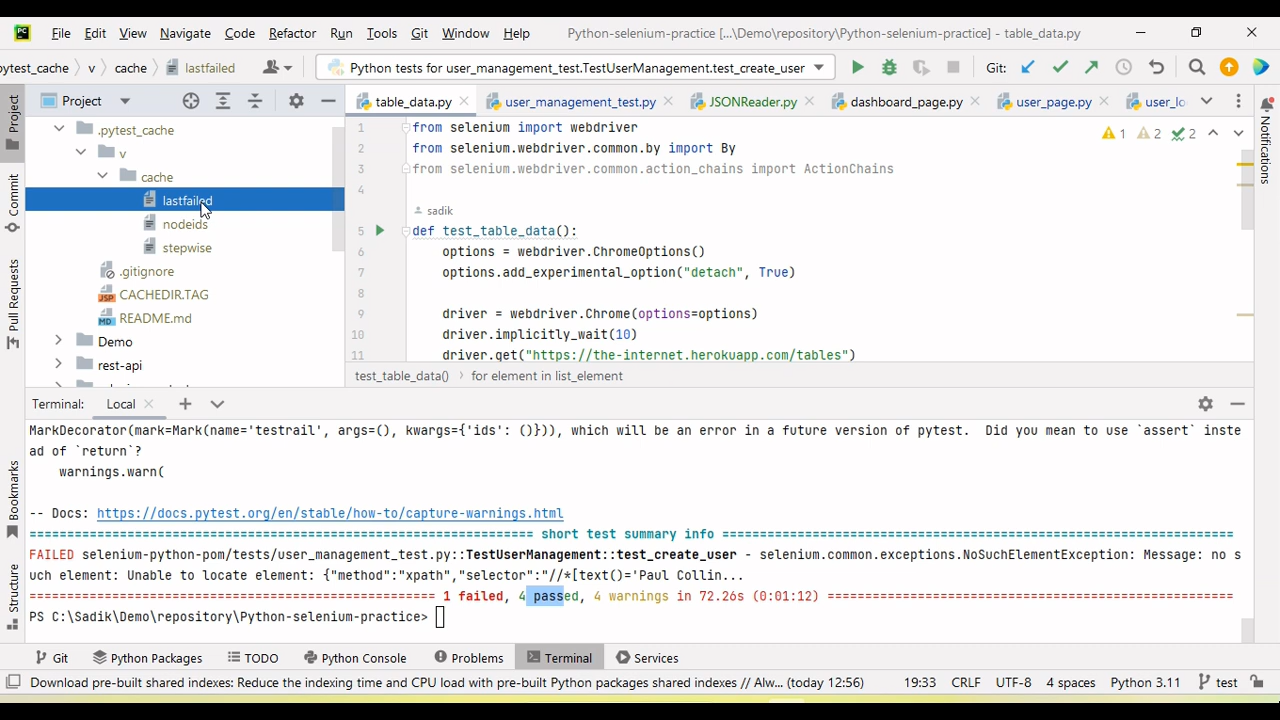 PC File Edit View Navigate Code Refactor Run Tools Git Window Help Python-selenium-practice [...\Demo\repository\Python-selenium-practice] - table_data.py
pytest_cache v cache lastfailed Python tests for user_management_test.TestUserManagement.test_create_user Git:
Project table_data.py user_management_test.py JSONReader.py dashboard_page.py user_page.py user_lo
Project
Commit
Pull Requests
Bookmarks
Structure
Notifications
.pytest_cache
v
cache
lastfailed
nodeids
stepwise
.gitignore
JSP CACHEDIR.TAG
MD README.md
Demo
rest-api
1 from selenium import webdriver
2 from selenium.webdriver.common.by import By
3 from selenium.webdriver.common.action_chains import ActionChains
4
sadik
5 def test_table_data():
6 options = webdriver.ChromeOptions()
7 options.add_experimental_option("detach", True)
8
9 driver = webdriver.Chrome(options=options)
10 driver.implicitly_wait(10)
11 driver.get("https://the-internet.herokuapp.com/tables")
1 2 2
test_table_data() for element in list_element
Terminal: Local
MarkDecorator(mark=Mark(name='testrail', args=(), kwargs={'ids': ()})), which will be an error in a future version of pytest.  Did you mean to use `assert` inste
ad of `return`?
warnings.warn(
-- Docs: https://docs.pytest.org/en/stable/how-to/capture-warnings.html
short test summary info
FAILED selenium-python-pom/tests/user_management_test.py::TestUserManagement::test_create_user - selenium.common.exceptions.NoSuchElementException: Message: no s
uch element: Unable to locate element: {"method":"xpath","selector":"//*[text()='Paul Collin...
1 failed, 4 passed, 4 warnings in 72.26s (0:01:12)
PS C:\Sadik\Demo\repository\Python-selenium-practice>
Git Python Packages TODO Python Console Problems Terminal Services
Download pre-built shared indexes: Reduce the indexing time and CPU load with pre-built Python packages shared indexes // Alw... (today 12:56) 19:33 CRLF UTF-8 4 spaces Python 3.11 test